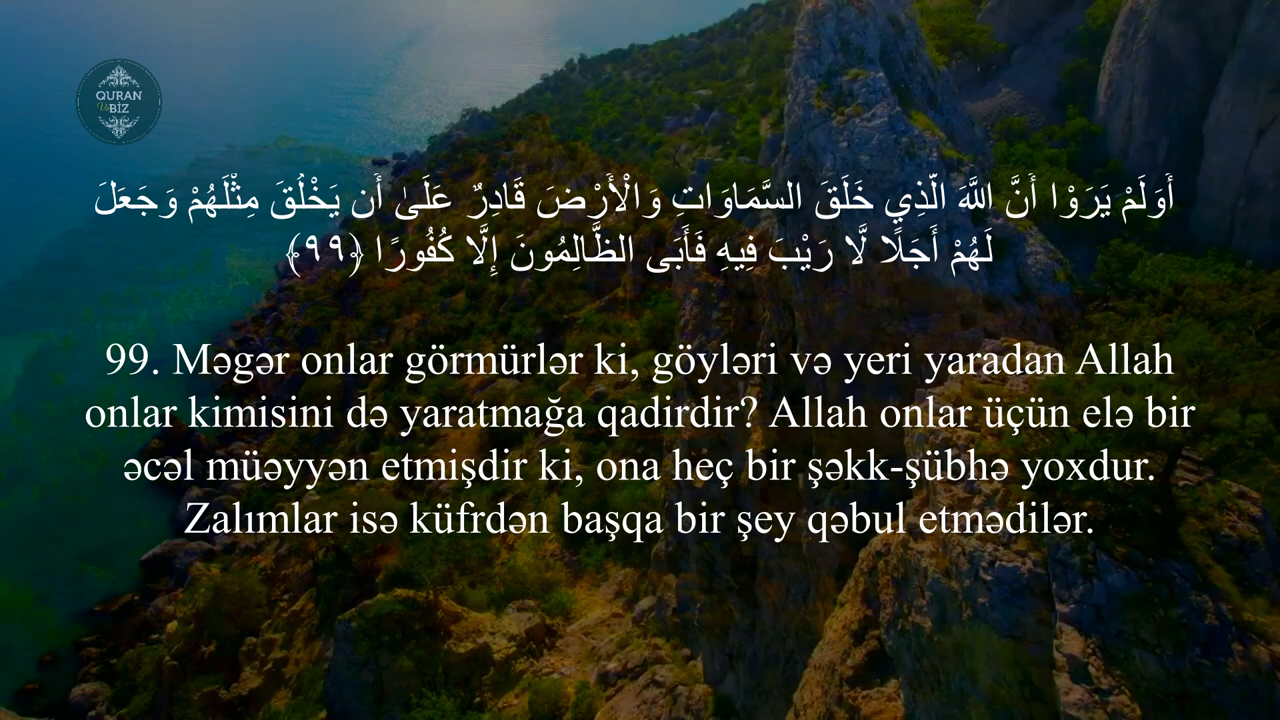 QURAN
Və
BİZ
أَوَلَمْ يَرَوْا أَنَّ اللَّهَ الَّذِي خَلَقَ السَّمَاوَاتِ وَالْأَرْضَ قَادِرٌ عَلَىٰ أَن يَخْلُقَ مِثْلَهُمْ وَجَعَلَ
لَهُمْ أَجَلًا لَّا رَيْبَ فِيهِ فَأَبَى الظَّالِمُونَ إِلَّا كُفُورًا ﴿٩٩﴾
99. Məgər onlar görmürlər ki, göyləri və yeri yaradan Allah
onlar kimisini də yaratmağa qadirdir? Allah onlar üçün elə bir
əcəl müəyyən etmişdir ki, ona heç bir şəkk-şübhə yoxdur.
Zalımlar isə küfrdən başqa bir şey qəbul etmədilər.